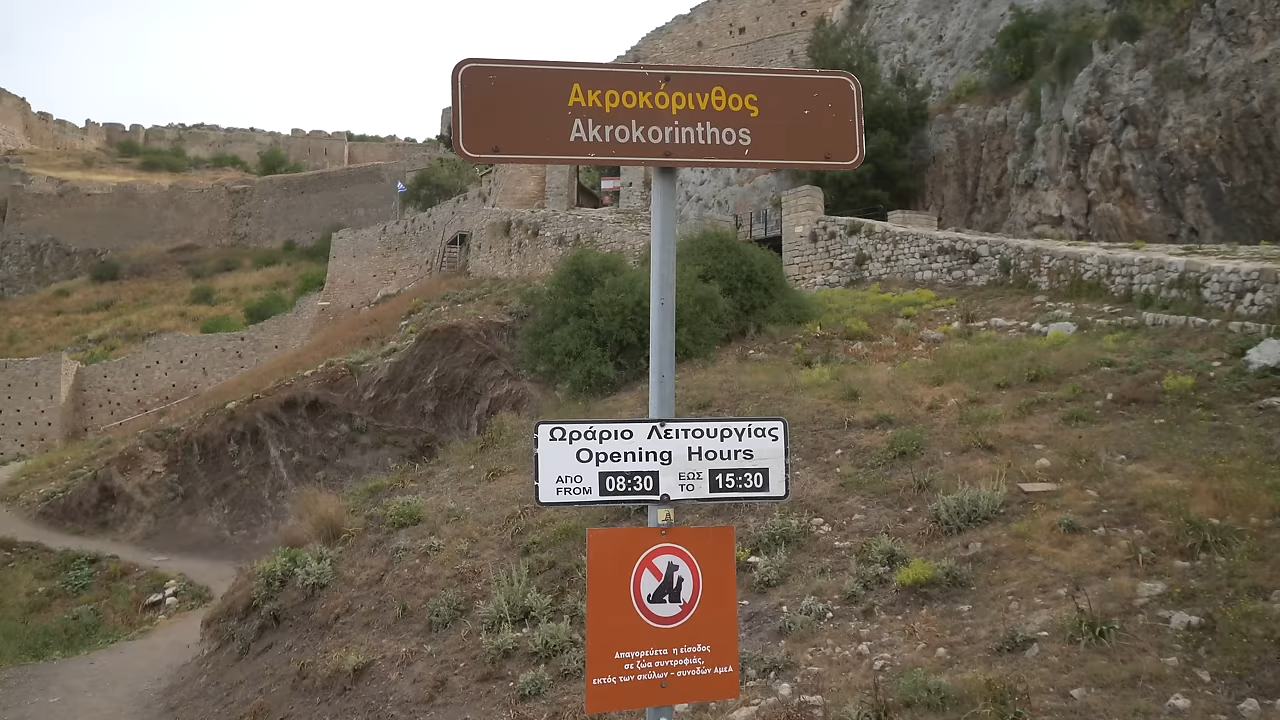 Ακροκόρινθος
Akrokorinthos
Ωράριο Λειτουργίας
Opening Hours
ΑΠΟ 08:30 ΕΩΣ 15:30
FROM TO
Απαγορεύετα η είσοδος
σε ζώα συντροφιάς,
εκτός των σκύλων - συνοδών ΑμεΑ